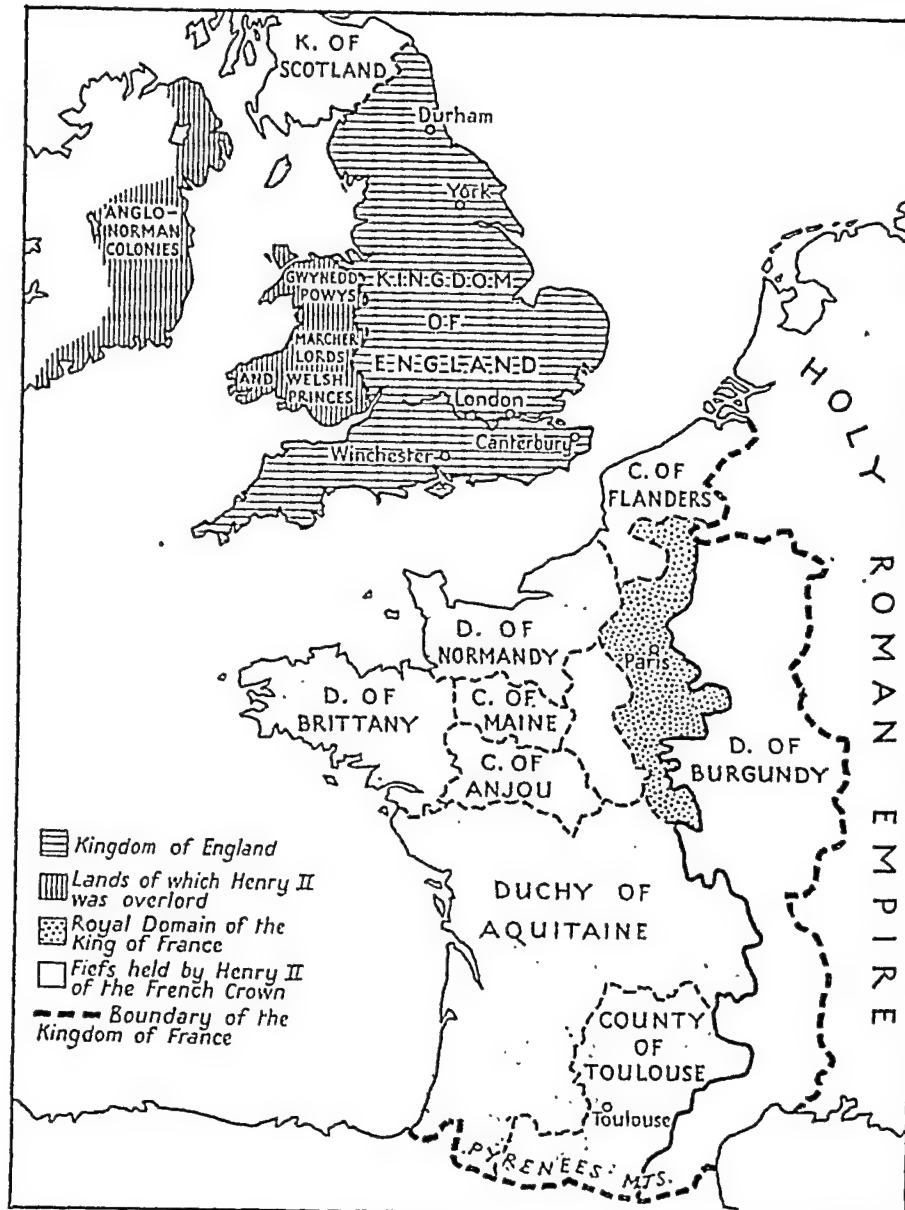 K. OF
SCOTLAND
Durham
York
ANGLO-
NORMAN
COLONIES
GWYNEDD
POWYS
MARCHER
LORDS
AND WELSH
PRINCES
KINGDOM
OF
ENGLAND
London
Canterbury
Winchester
HOLY
ROMAN
EMPIRE
C. OF
FLANDERS
D. OF
NORMANDY
Paris
D. OF
BRITTANY
C. OF
MAINE
C. OF
ANJOU
D. OF
BURGUNDY
DUCHY OF
AQUITAINE
COUNTY
OF
TOULOUSE
Toulouse
PYRENEES MTS.
Kingdom of England
Lands of which Henry II
was overlord
Royal Domain of the
King of France
Fiefs held by Henry II
of the French Crown
Boundary of the
Kingdom of France